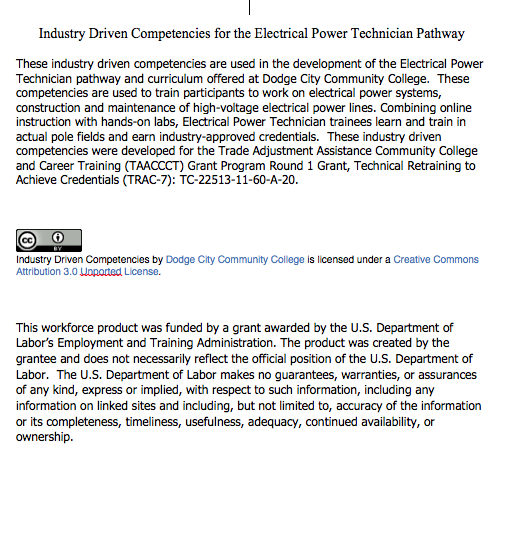 Industry Driven Competencies for the Electrical Power Technician Pathway
These industry driven competencies are used in the development of the Electrical Power
Technician pathway and curriculum offered at Dodge City Community College.  These
competencies are used to train participants to work on electrical power systems,
construction and maintenance of high-voltage electrical power lines. Combining online
instruction with hands-on labs, Electrical Power Technician trainees learn and train in
actual pole fields and earn industry-approved credentials.  These industry driven
competencies were developed for the Trade Adjustment Assistance Community College
and Career Training (TAACCCT) Grant Program Round 1 Grant, Technical Retraining to
Achieve Credentials (TRAC-7): TC-22513-11-60-A-20.
cc BY
Industry Driven Competencies by Dodge City Community College is licensed under a Creative Commons
Attribution 3.0 Unported License.
This workforce product was funded by a grant awarded by the U.S. Department of
Labor's Employment and Training Administration. The product was created by the
grantee and does not necessarily reflect the official position of the U.S. Department of
Labor.  The U.S. Department of Labor makes no guarantees, warranties, or assurances
of any kind, express or implied, with respect to such information, including any
information on linked sites and including, but not limited to, accuracy of the information
or its completeness, timeliness, usefulness, adequacy, continued availability, or
ownership.